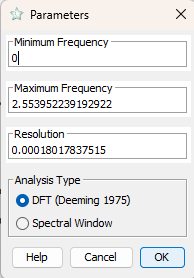 Parameters
Minimum Frequency
0
Maximum Frequency
2.553952239192922
Resolution
0.00018017837515
Analysis Type
DFT (Deeming 1975)
Spectral Window
Help Cancel OK